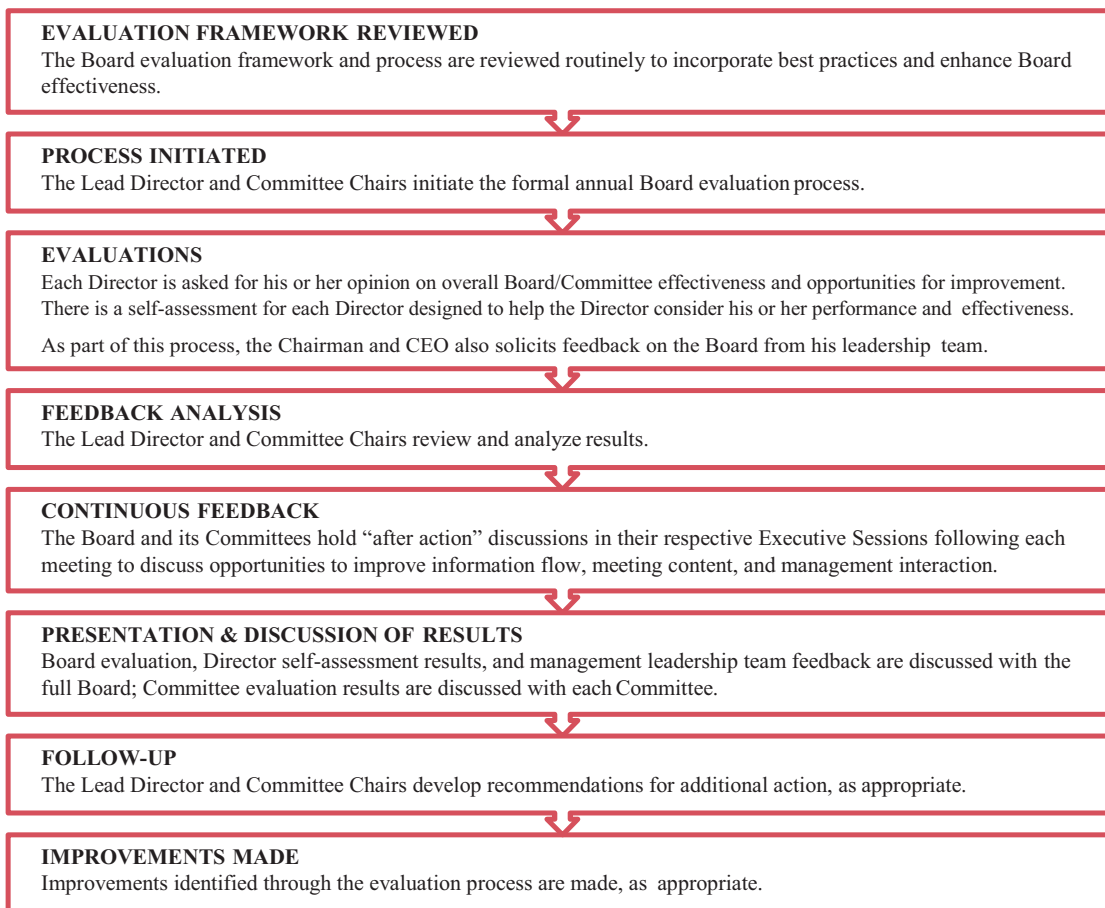 EVALUATION FRAMEWORK REVIEWED
The Board evaluation framework and process are reviewed routinely to incorporate best practices and enhance Board
effectiveness.
PROCESS INITIATED
The Lead Director and Committee Chairs initiate the formal annual Board evaluation process.
EVALUATIONS
Each Director is asked for his or her opinion on overall Board/Committee effectiveness and opportunities for improvement.
There is a self-assessment for each Director designed to help the Director consider his or her performance and effectiveness.
As part of this process, the Chairman and CEO also solicits feedback on the Board from his leadership team.
FEEDBACK ANALYSIS
The Lead Director and Committee Chairs review and analyze results.
CONTINUOUS FEEDBACK
The Board and its Committees hold “after action” discussions in their respective Executive Sessions following each
meeting to discuss opportunities to improve information flow, meeting content, and management interaction.
PRESENTATION & DISCUSSION OF RESULTS
Board evaluation, Director self-assessment results, and management leadership team feedback are discussed with the
full Board; Committee evaluation results are discussed with each Committee.
FOLLOW-UP
The Lead Director and Committee Chairs develop recommendations for additional action, as appropriate.
IMPROVEMENTS MADE
Improvements identified through the evaluation process are made, as appropriate.